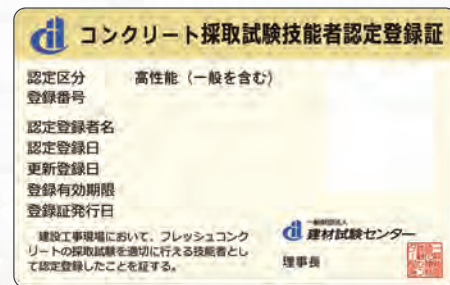 コンクリート採取試験技能者認定登録証
認定区分 高性能（一般を含む）
登録番号
認定登録者名
認定登録日
更新登録日
登録有効期限
登録証発行日
建設工事現場において、フレッシュコンク
リートの採取試験を適切に行える技能者とし
て認定登録したことを証する。
一般財団法人
建材試験センター
理事長